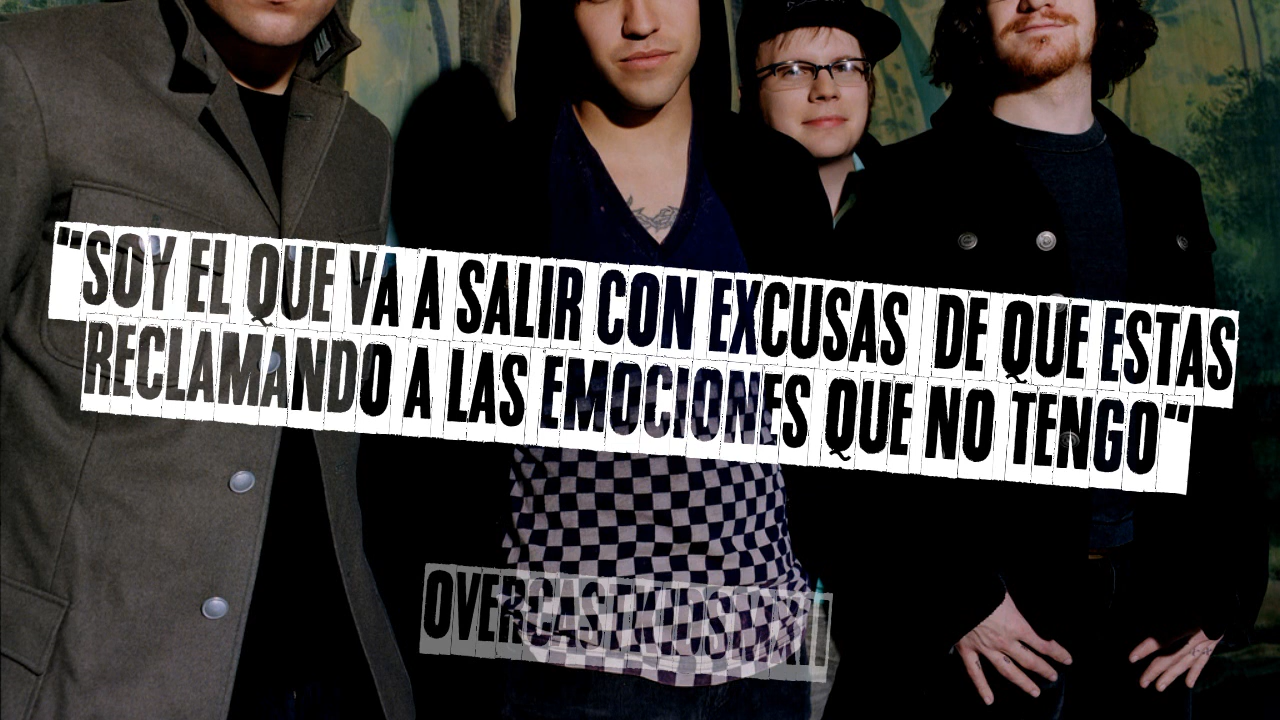 "SOY EL QUE VA A SALIR CON EXCUSAS DE QUE ESTAS
RECLAMANDO A LAS EMOCIONES QUE NO TENGO"